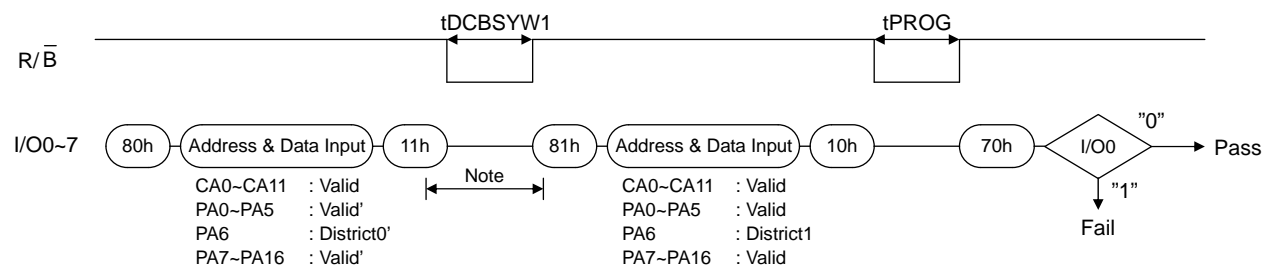 tDCBSYW1
tPROG
R/B̅
I/O0~7
80h
Address & Data Input
11h
81h
Address & Data Input
10h
70h
I/O0
"0"
Pass
"1"
Fail
Note
CA0~CA11 : Valid
PA0~PA5 : Valid'
PA6 : District0'
PA7~PA16 : Valid'
CA0~CA11 : Valid
PA0~PA5 : Valid
PA6 : District1
PA7~PA16 : Valid